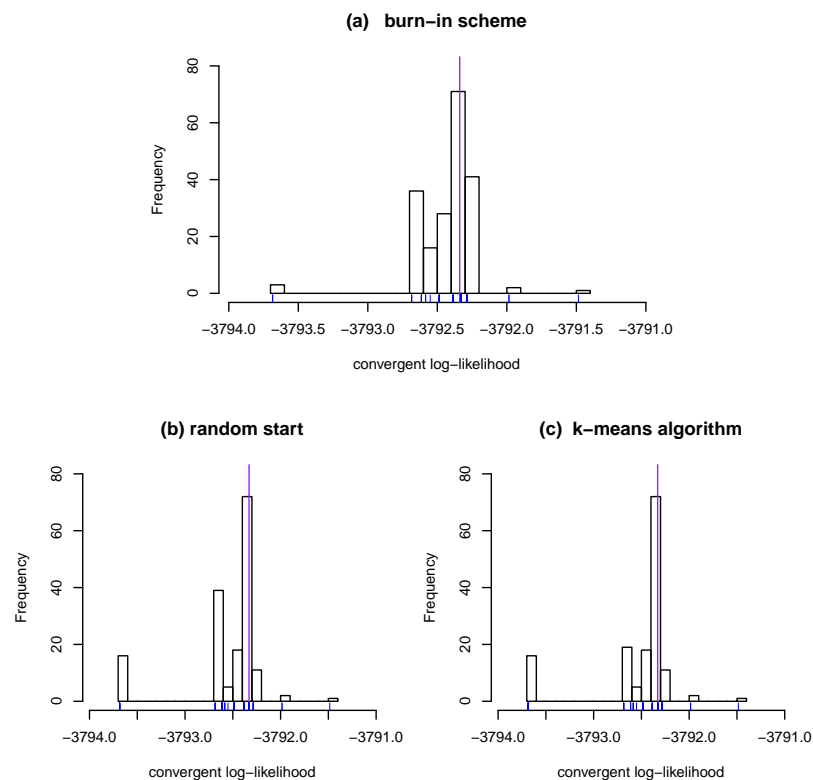 (a) burn−in scheme
80
60
40
20
0
Frequency
−3794.0 −3793.5 −3793.0 −3792.5 −3792.0 −3791.5 −3791.0
convergent log−likelihood
(b) random start
80
60
40
20
0
Frequency
−3794.0 −3793.0 −3792.0 −3791.0
convergent log−likelihood
(c) k−means algorithm
80
60
40
20
0
Frequency
−3794.0 −3793.0 −3792.0 −3791.0
convergent log−likelihood